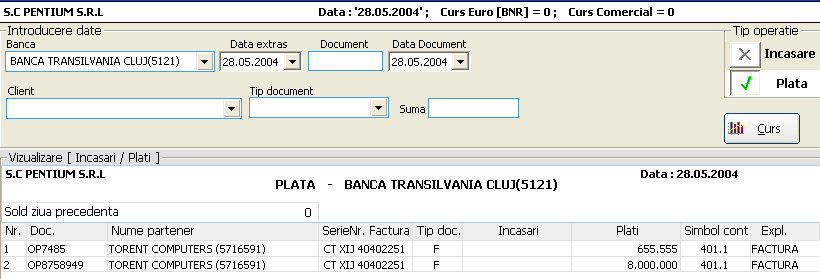 S.C PENTIUM S.R.L Data : '28.05.2004' ; Curs Euro [BNR] = 0 ; Curs Comercial = 0
Introducere date Tip operatie
Banca Data extras Document Data Document
BANCA TRANSILVANIA CLUJ(5121) 28.05.2004 28.05.2004 Incasare
Plata
Client Tip document
Suma
Curs
Vizualizare [ Incasari / Plati ]
S.C PENTIUM S.R.L Data : 28.05.2004
PLATA - BANCA TRANSILVANIA CLUJ(5121)
Sold ziua precedenta 0
Nr. Doc. Nume partener SerieNr. Factura Tip doc. Incasari Plati Simbol cont Expl.
1 OP7485 TORENT COMPUTERS (5716591) CT XIJ 40402251 F 655.555 401.1 FACTURA
2 OP8758949 TORENT COMPUTERS (5716591) CT XIJ 40402251 F 8.000.000 401.1 FACTURA